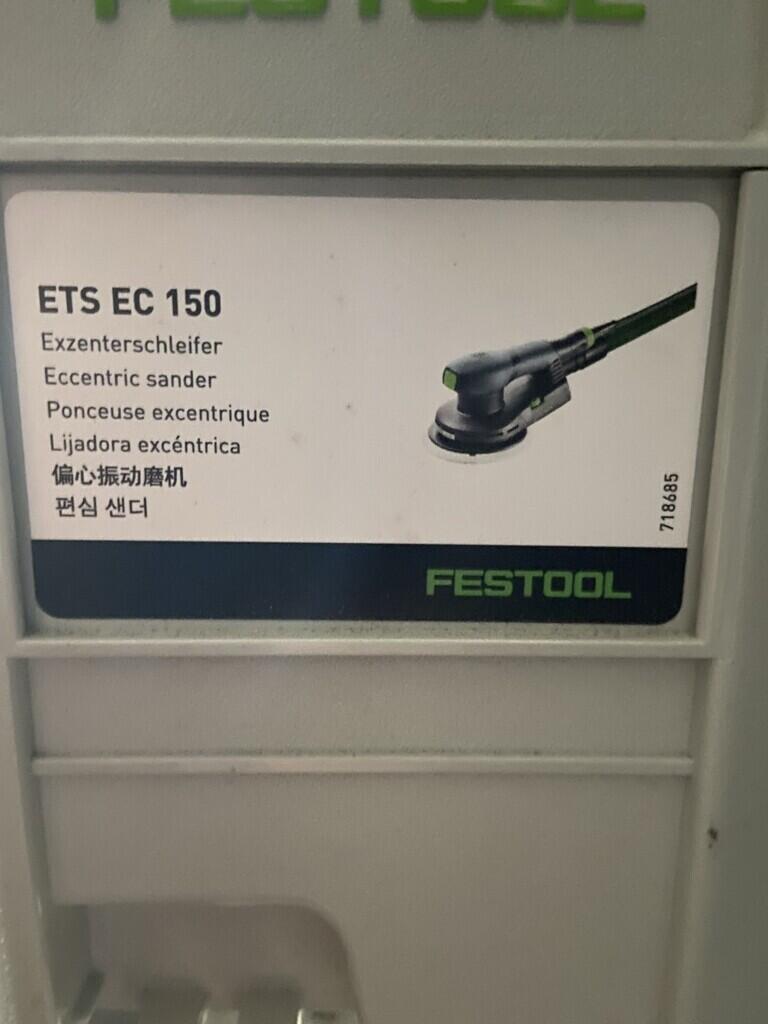 FESTOOL
ETS EC 150
Exzenterschleifer
Eccentric sander
Ponceuse excentrique
Lijadora excéntrica
偏心振动磨机
편심 샌더
718685
FESTOOL